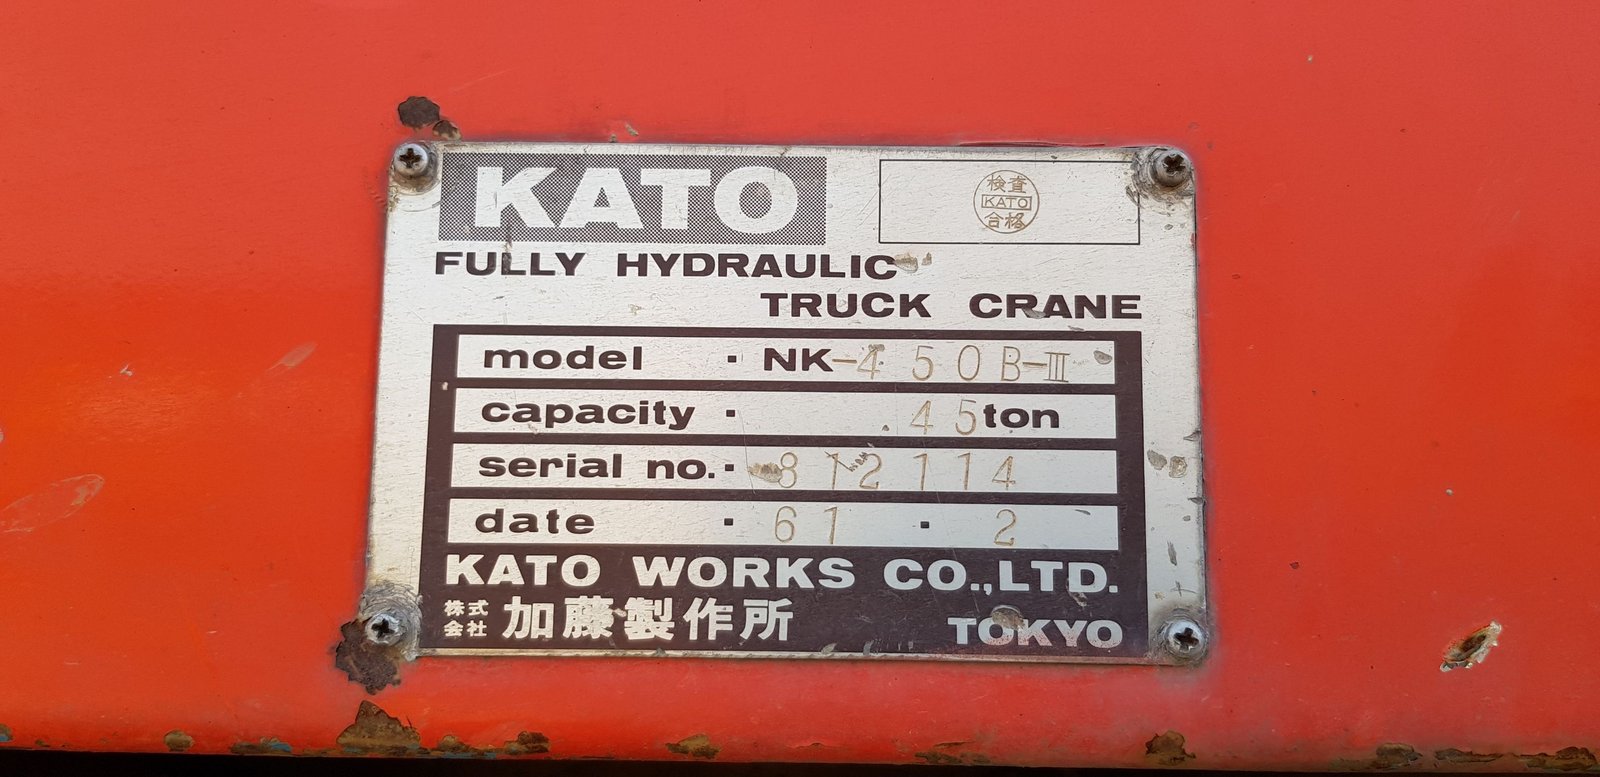 KATO
検査
KATO
合格
FULLY HYDRAULIC
TRUCK CRANE
model · NK-450B-III
capacity · 45ton
serial no. · 812114
date · 61 · 2
KATO WORKS CO.,LTD.
株式会社 加藤製作所 TOKYO